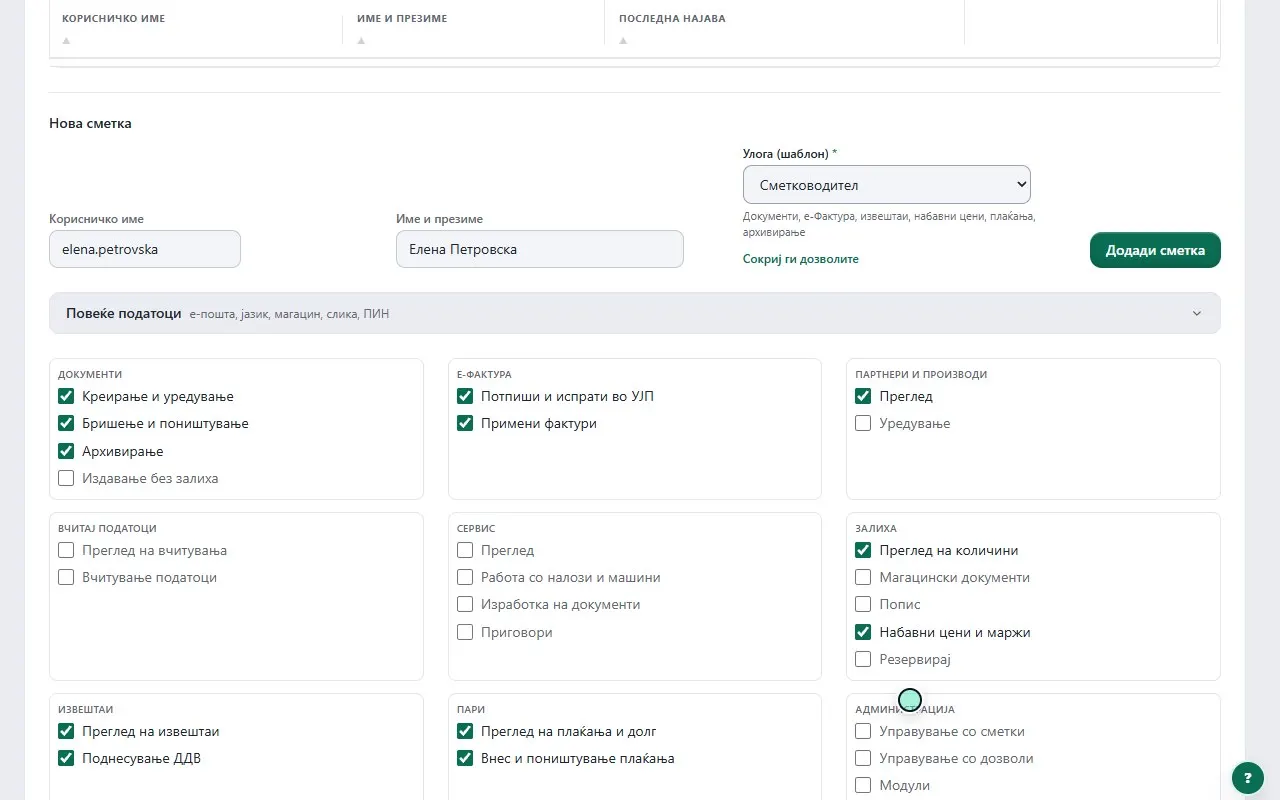 КОРИСНИЧКО ИМЕ
ИМЕ И ПРЕЗИМЕ
ПОСЛЕДНА НАЈАВА
Нова сметка
Улога (шаблон) *
Сметководител
Документи, е-Фактура, извештаи, набавни цени, плаќања,
архивирање
Сокриј ги дозволите
Корисничко име
elena.petrovska
Име и презиме
Елена Петровска
Додади сметка
Повеќе податоци е-пошта, јазик, магацин, слика, ПИН
ДОКУМЕНТИ
Креирање и уредување
Бришење и поништување
Архивирање
Издавање без залиха
Е-ФАКТУРА
Потпиши и испрати во УЈП
Примени фактури
ПАРТНЕРИ И ПРОИЗВОДИ
Преглед
Уредување
ВЧИТАЈ ПОДАТОЦИ
Преглед на вчитувања
Вчитување податоци
СЕРВИС
Преглед
Работа со налози и машини
Изработка на документи
Приговори
ЗАЛИХА
Преглед на количини
Магацински документи
Попис
Набавни цени и маржи
Резервирај
ИЗВЕШТАИ
Преглед на извештаи
Поднесување ДДВ
ПАРИ
Преглед на плаќања и долг
Внес и поништување плаќања
АДМИНИСТРАЦИЈА
Управување со сметки
Управување со дозволи
Модули
?